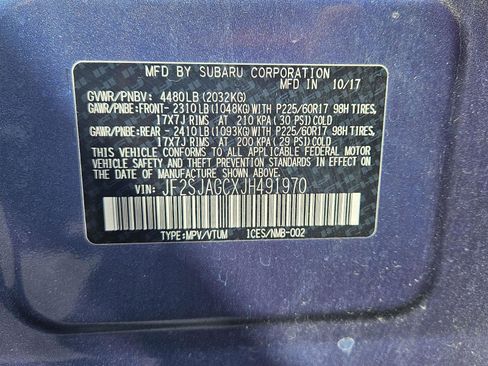 MFD BY SUBARU CORPORATION
MFD IN 10/17
GVWR/PNBV: 4480LB (2032KG)
GAWR/PNBE:FRONT- 2310LB(1048KG)WITH P225/60R17 98H TIRES,
17X7J RIMS AT 210 KPA(30 PSI)COLD
GAWR/PNBE:REAR - 2410LB(1093KG)WITH P225/60R17 98H TIRES,
17X7J RIMS AT 200 KPA(29 PSI)COLD
THIS VEHICLE CONFORMS TO ALL APPLICABLE FEDERAL MOTOR
VEHICLE SAFETY AND THEFT PREVENTION STANDARDS IN EFFECT ON
THE DATE OF MANUFACTURE SHOWN ABOVE.
VIN: JF2SJAGCXJH491970
TYPE:MPV/VTUM ICES/NMB-002